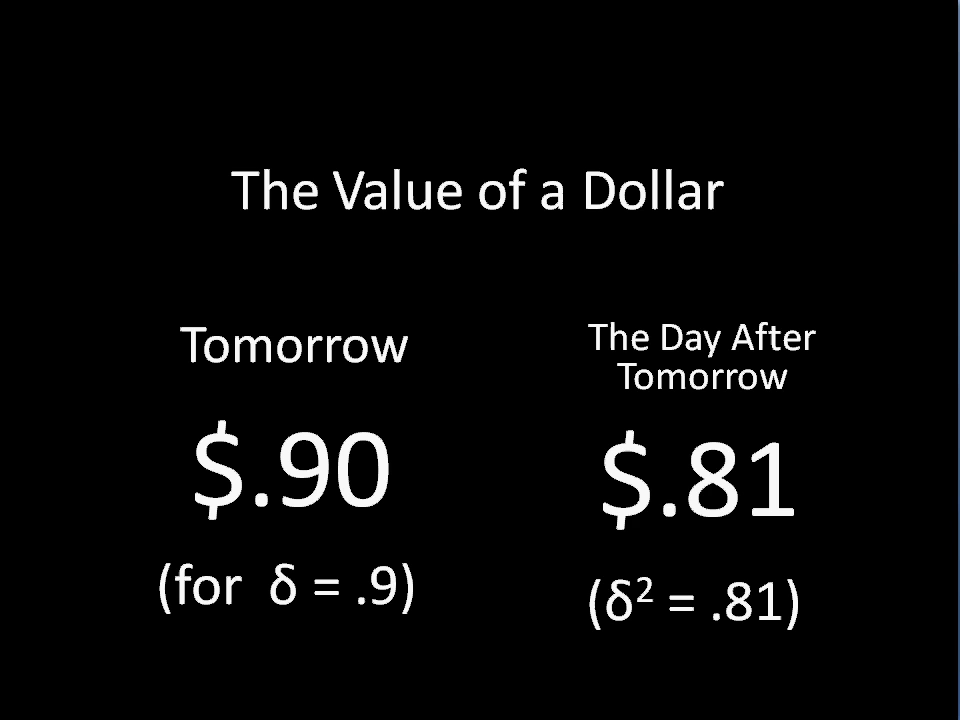 The Value of a Dollar
Tomorrow
$.90
(for δ = .9)
The Day After
Tomorrow
$.81
(δ² = .81)